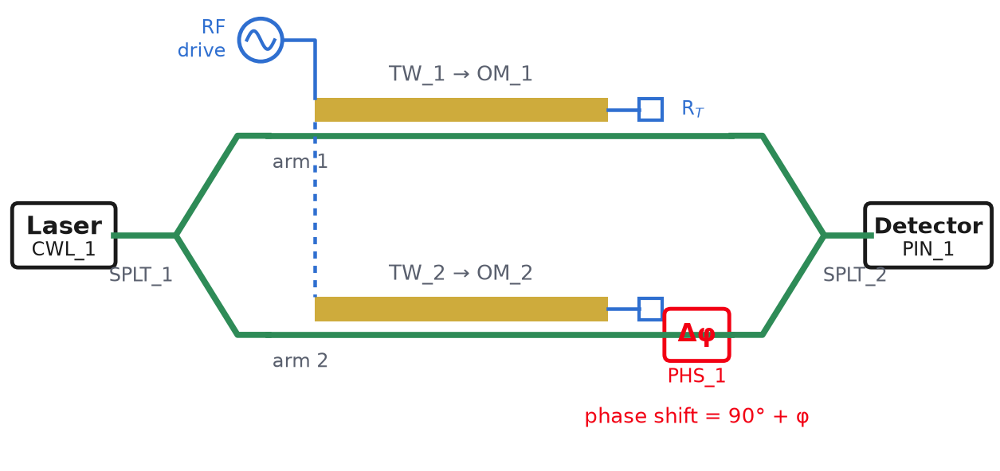 RF
drive
TW_1 → OM_1
R_T
arm 1
Laser
CWL_1
SPLT_1
Detector
PIN_1
SPLT_2
TW_2 → OM_2
Δφ
arm 2
PHS_1
phase shift = 90° + φ